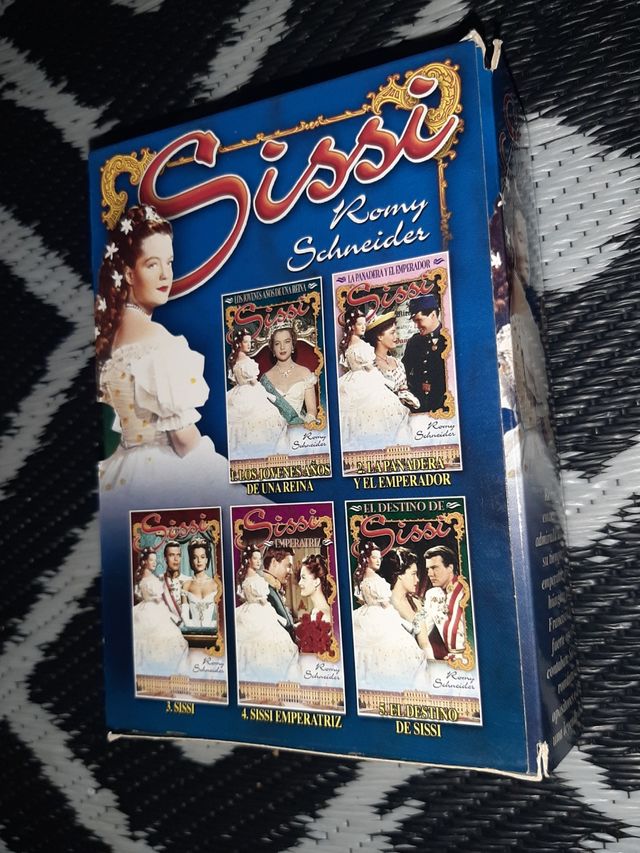 Sissi
Romy
Schneider
LOS JOVENES AÑOS DE UNA REINA
Sissi
Romy
Schneider
1. LOS JOVENES AÑOS
DE UNA REINA
LA PANADERA Y EL EMPERADOR
Sissi
Romy
Schneider
2. LA PANADERA
Y EL EMPERADOR
Sissi
Romy
Schneider
3. SISSI
Sissi
EMPERATRIZ
Romy
Schneider
4. SISSI EMPERATRIZ
EL DESTINO DE
Sissi
Romy
Schneider
5. EL DESTINO
DE SISSI